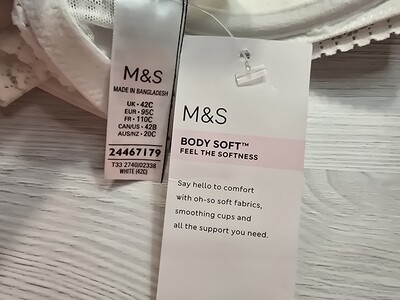 M&S
MADE IN BANGLADESH
UK • 42C
EUR • 95C
FR • 110C
CAN/US • 42B
AUS/NZ • 20C
24467179
T33 2740/0233B
WHITE (42C)
M&S
BODY SOFT™
FEEL THE SOFTNESS
Say hello to comfort
with oh-so soft fabrics,
smoothing cups and
all the support you need.